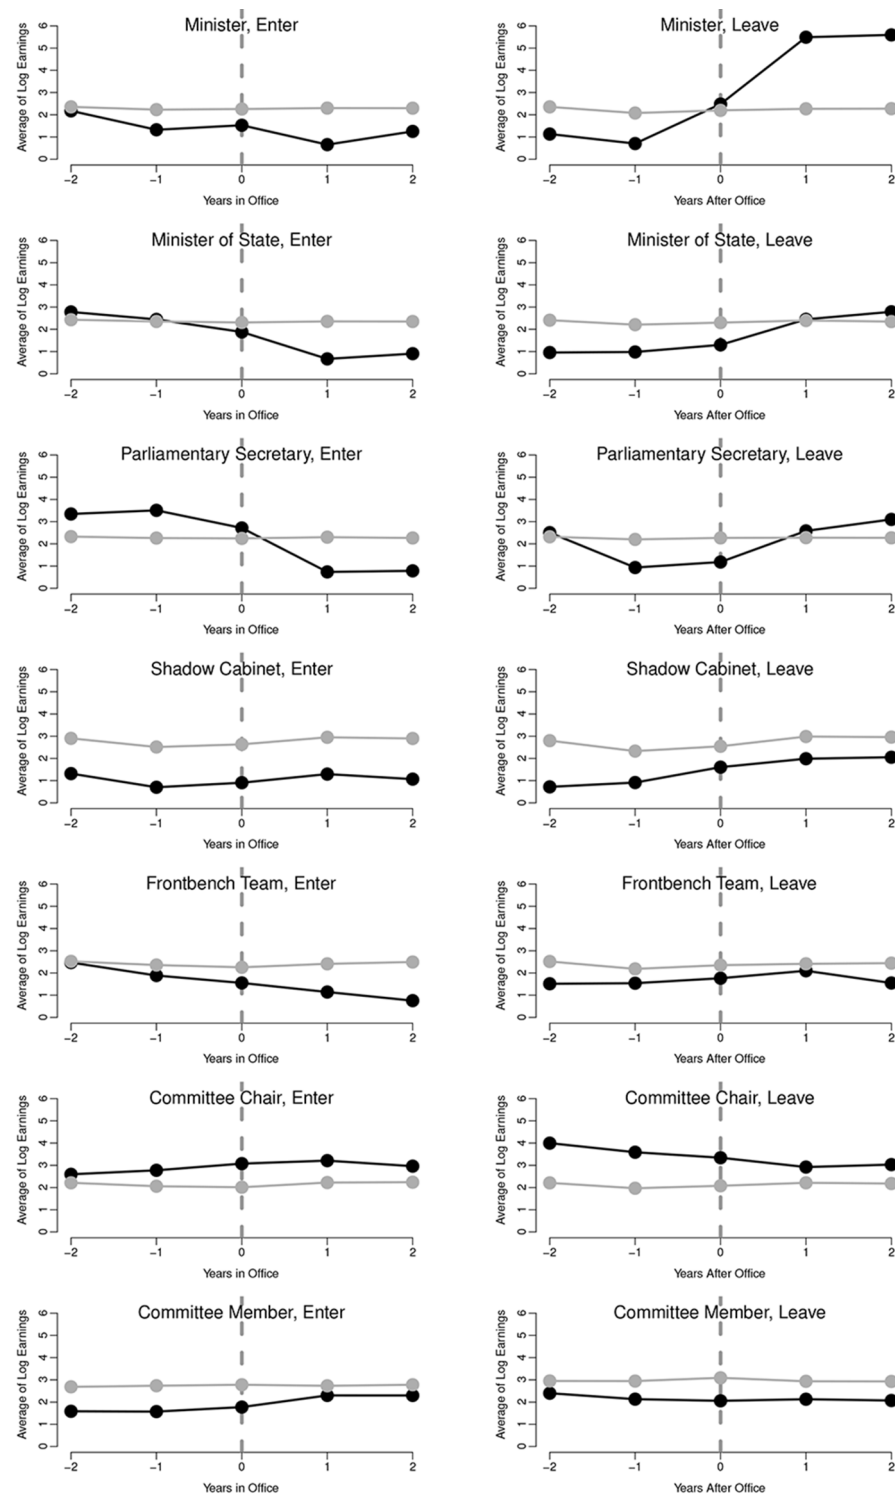 Minister, Enter
Average of Log Earnings
0 1 2 3 4 5 6
−2 −1 0 1 2
Years in Office
Minister, Leave
Average of Log Earnings
0 1 2 3 4 5 6
−2 −1 0 1 2
Years After Office
Minister of State, Enter
Average of Log Earnings
0 1 2 3 4 5 6
−2 −1 0 1 2
Years in Office
Minister of State, Leave
Average of Log Earnings
0 1 2 3 4 5 6
−2 −1 0 1 2
Years After Office
Parliamentary Secretary, Enter
Average of Log Earnings
0 1 2 3 4 5 6
−2 −1 0 1 2
Years in Office
Parliamentary Secretary, Leave
Average of Log Earnings
0 1 2 3 4 5 6
−2 −1 0 1 2
Years After Office
Shadow Cabinet, Enter
Average of Log Earnings
0 1 2 3 4 5 6
−2 −1 0 1 2
Years in Office
Shadow Cabinet, Leave
Average of Log Earnings
0 1 2 3 4 5 6
−2 −1 0 1 2
Years After Office
Frontbench Team, Enter
Average of Log Earnings
0 1 2 3 4 5 6
−2 −1 0 1 2
Years in Office
Frontbench Team, Leave
Average of Log Earnings
0 1 2 3 4 5 6
−2 −1 0 1 2
Years After Office
Committee Chair, Enter
Average of Log Earnings
0 1 2 3 4 5 6
−2 −1 0 1 2
Years in Office
Committee Chair, Leave
Average of Log Earnings
0 1 2 3 4 5 6
−2 −1 0 1 2
Years After Office
Committee Member, Enter
Average of Log Earnings
0 1 2 3 4 5 6
−2 −1 0 1 2
Years in Office
Committee Member, Leave
Average of Log Earnings
0 1 2 3 4 5 6
−2 −1 0 1 2
Years After Office